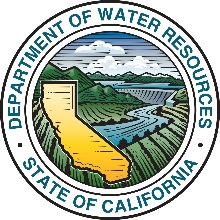 DEPARTMENT OF WATER RESOURCES
STATE OF CALIFORNIA